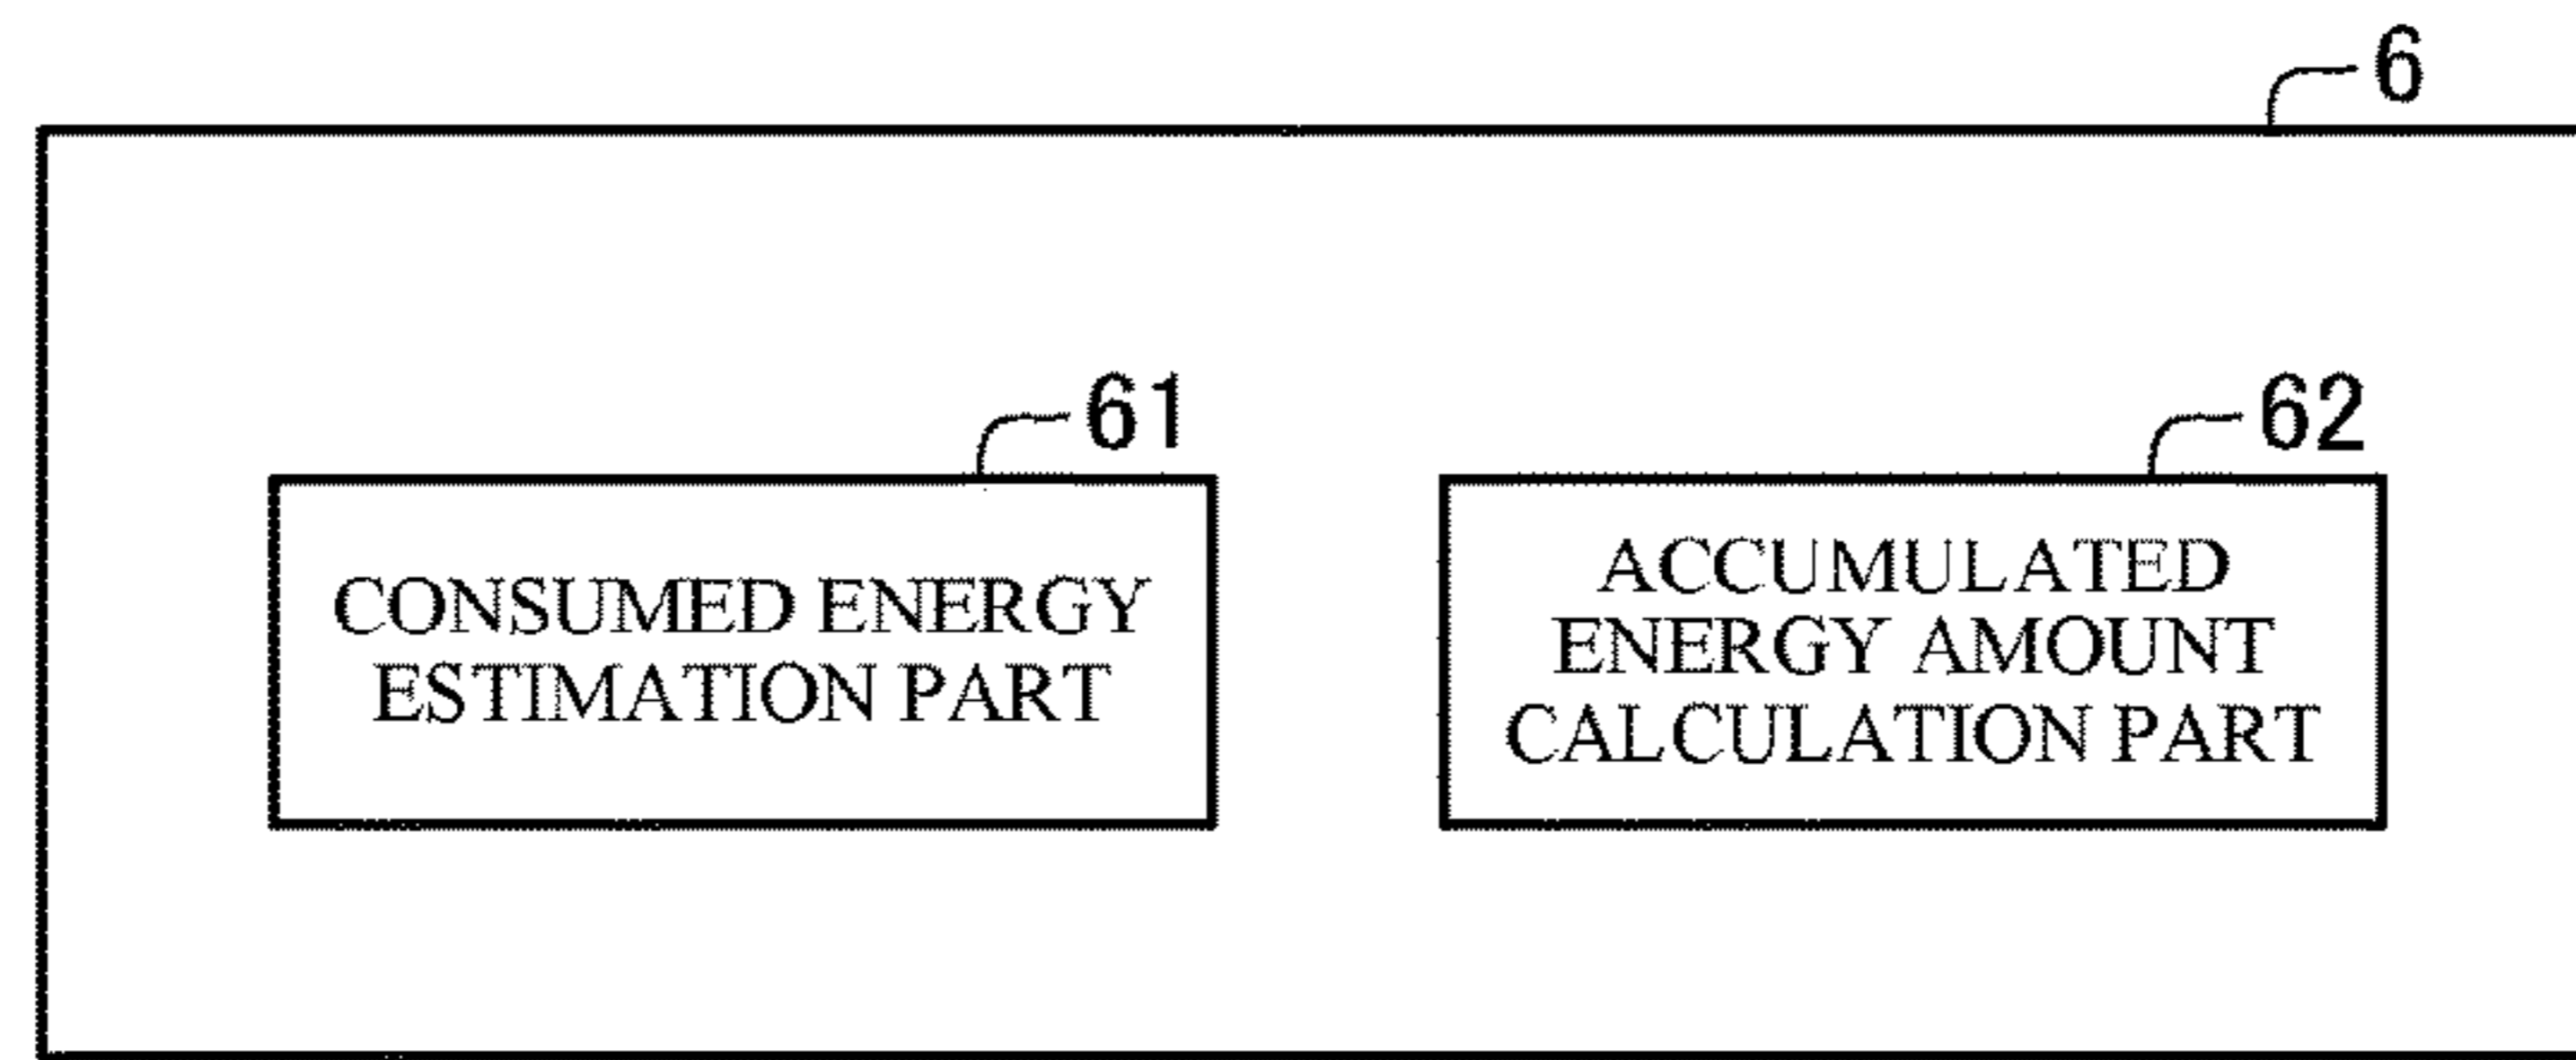 6
61
62
CONSUMED ENERGY
ESTIMATION PART
ACCUMULATED
ENERGY AMOUNT
CALCULATION PART